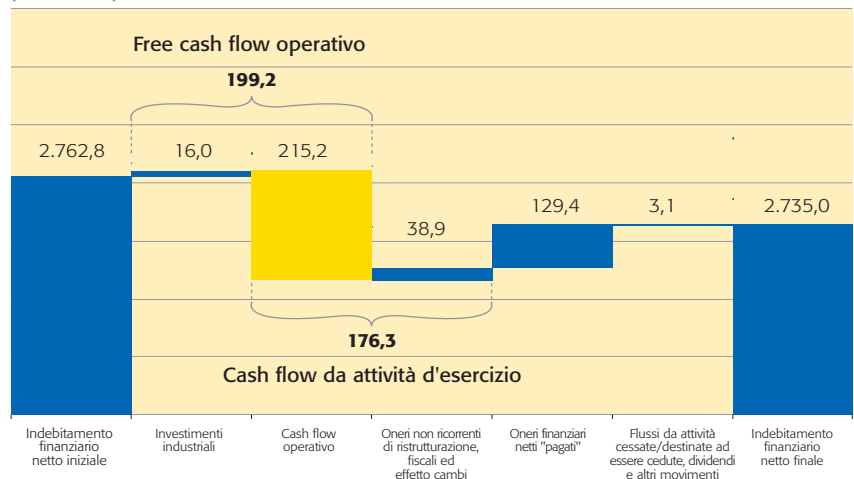 Free cash flow operativo
199,2
2.762,8
16,0
215,2
38,9
129,4
3,1
2.735,0
176,3
Cash flow da attività d'esercizio
Indebitamento
finanziario
netto iniziale
Investimenti
industriali
Cash flow
operativo
Oneri non ricorrenti
di ristrutturazione,
fiscali ed
effetto cambi
Oneri finanziari
netti "pagati"
Flussi da attività
cessate/destinate ad
essere cedute, dividendi
e altri movimenti
Indebitamento
finanziario
netto finale